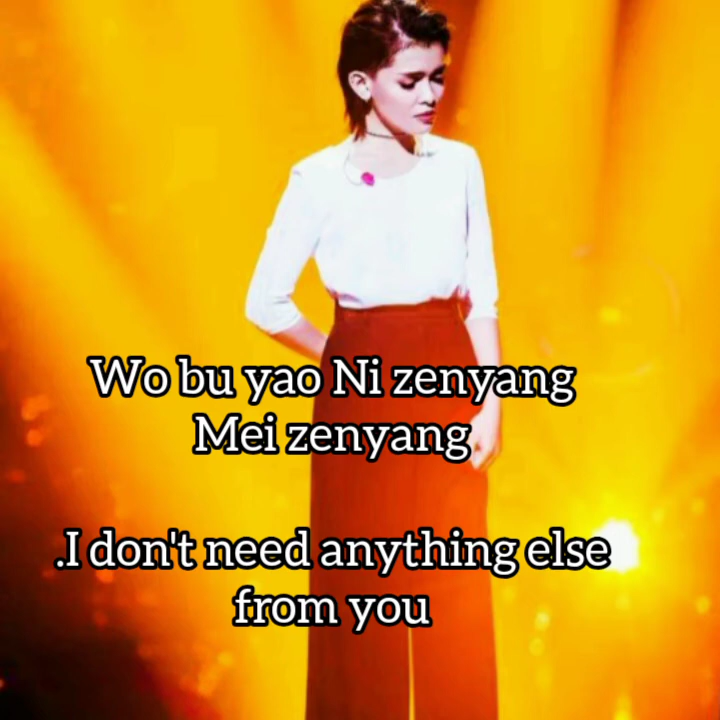 Wo bu yao Ni zenyang
Mei zenyang
.I don't need anything else
from you